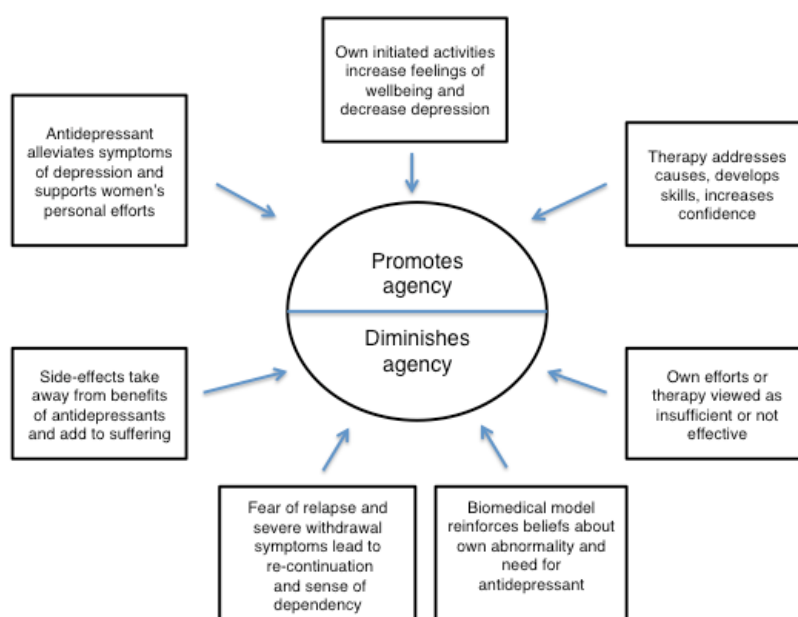 Own initiated activities
increase feelings of
wellbeing and
decrease depression
Antidepressant
alleviates symptoms
of depression and
supports women's
personal efforts
Therapy addresses
causes, develops
skills, increases
confidence
Promotes
agency
Diminishes
agency
Side-effects take
away from benefits
of antidepressants
and add to suffering
Own efforts or
therapy viewed as
insufficient or not
effective
Fear of relapse and
severe withdrawal
symptoms lead to
re-continuation
and sense of
dependency
Biomedical model
reinforces beliefs about
own abnormality and
need for
antidepressant